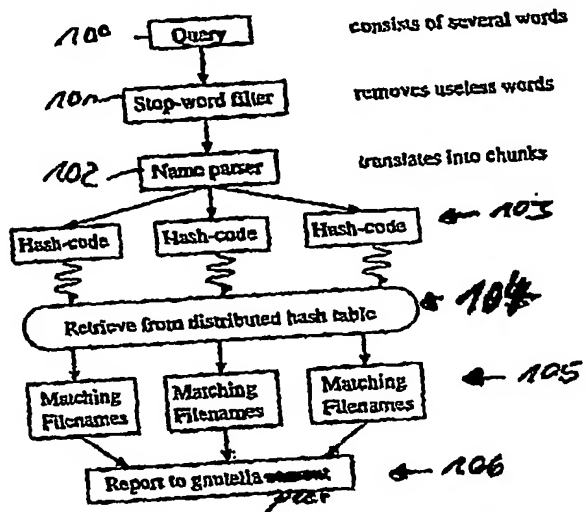 100 Query consists of several words
101 Stop-word filter removes useless words
102 Name parser translates into chunks
Hash-code Hash-code Hash-code 103
Retrieve from distributed hash table 104
Matching Filenames Matching Filenames Matching Filenames 105
Report to gnutella 106
peer